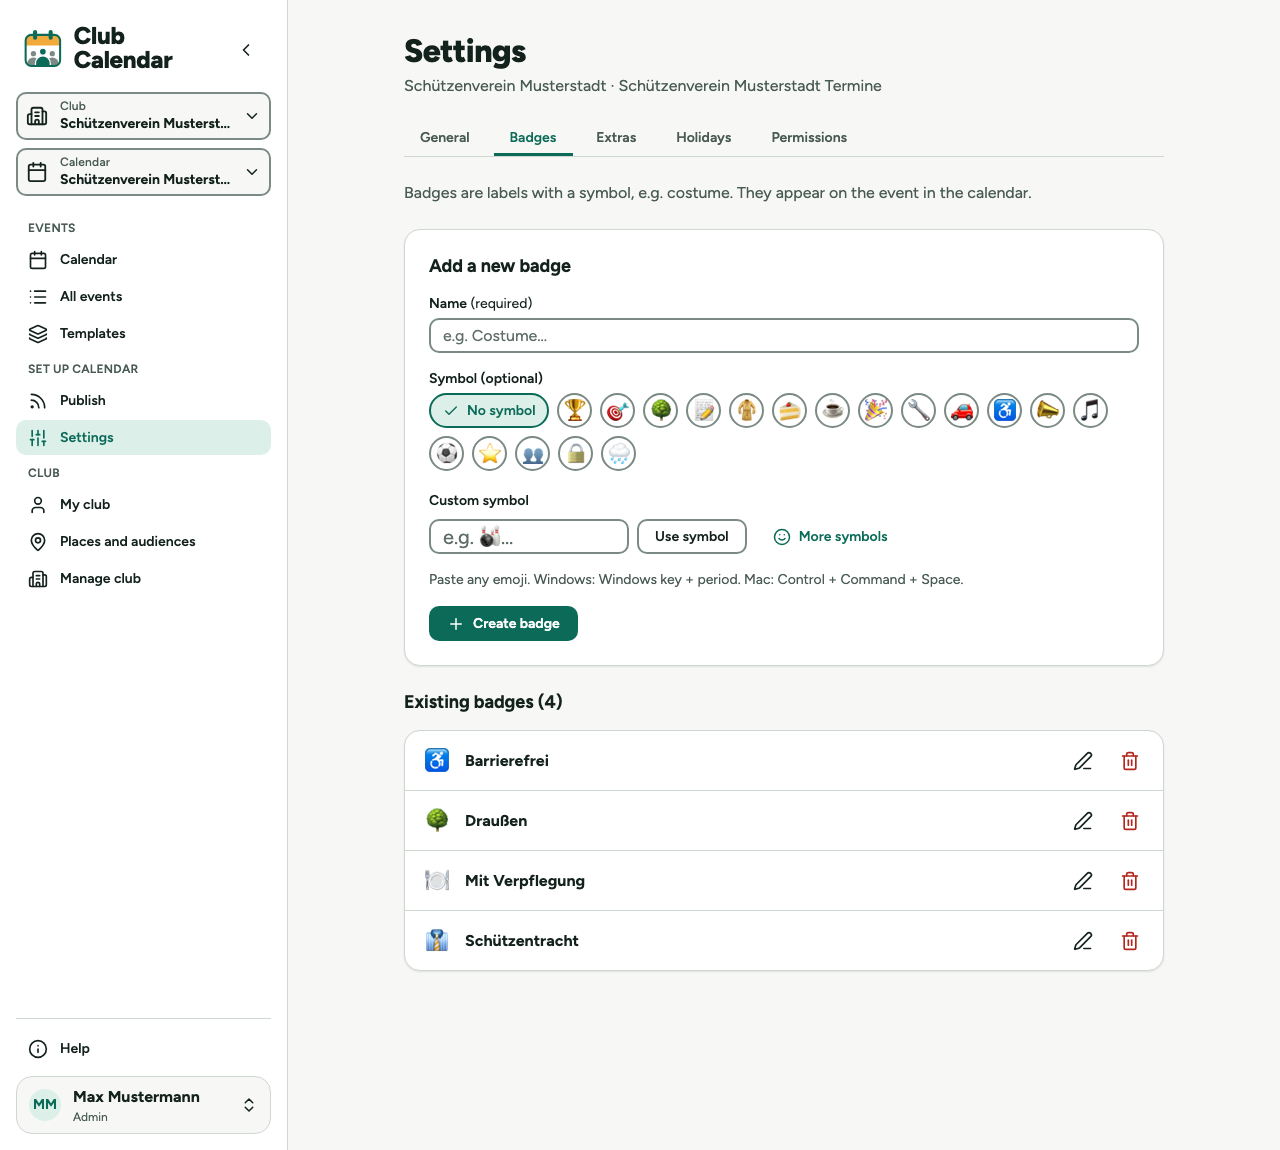 Club
Calendar
Club
Schützenverein Musterst...
Calendar
Schützenverein Musterst...
EVENTS
Calendar
All events
Templates
SET UP CALENDAR
Publish
Settings
CLUB
My club
Places and audiences
Manage club
Help
MM
Max Mustermann
Admin
Settings
Schützenverein Musterstadt · Schützenverein Musterstadt Termine
General Badges Extras Holidays Permissions
Badges are labels with a symbol, e.g. costume. They appear on the event in the calendar.
Add a new badge
Name (required)
e.g. Costume...
Symbol (optional)
No symbol
Custom symbol
e.g. 🎳...
Use symbol
More symbols
Paste any emoji. Windows: Windows key + period. Mac: Control + Command + Space.
Create badge
Existing badges (4)
Barrierefrei
Draußen
Mit Verpflegung
Schützentracht